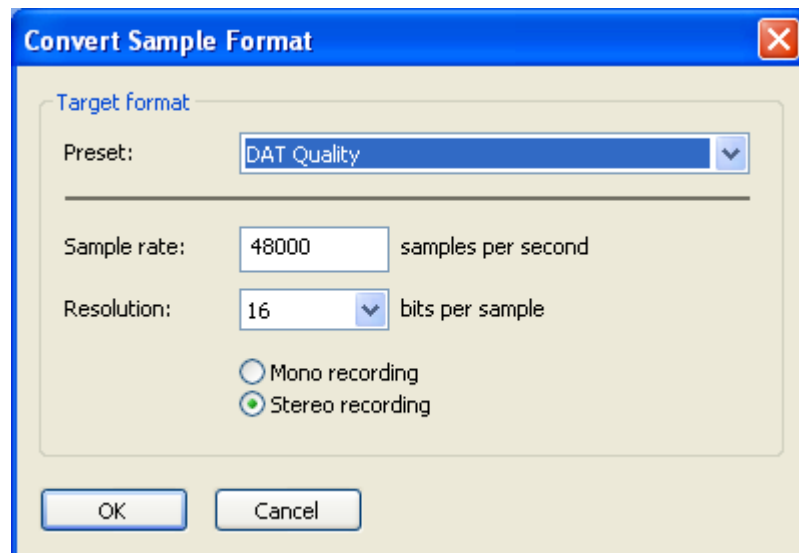 Convert Sample Format
Target format
Preset: DAT Quality
Sample rate: 48000 samples per second
Resolution: 16 bits per sample
Mono recording
Stereo recording
OK Cancel